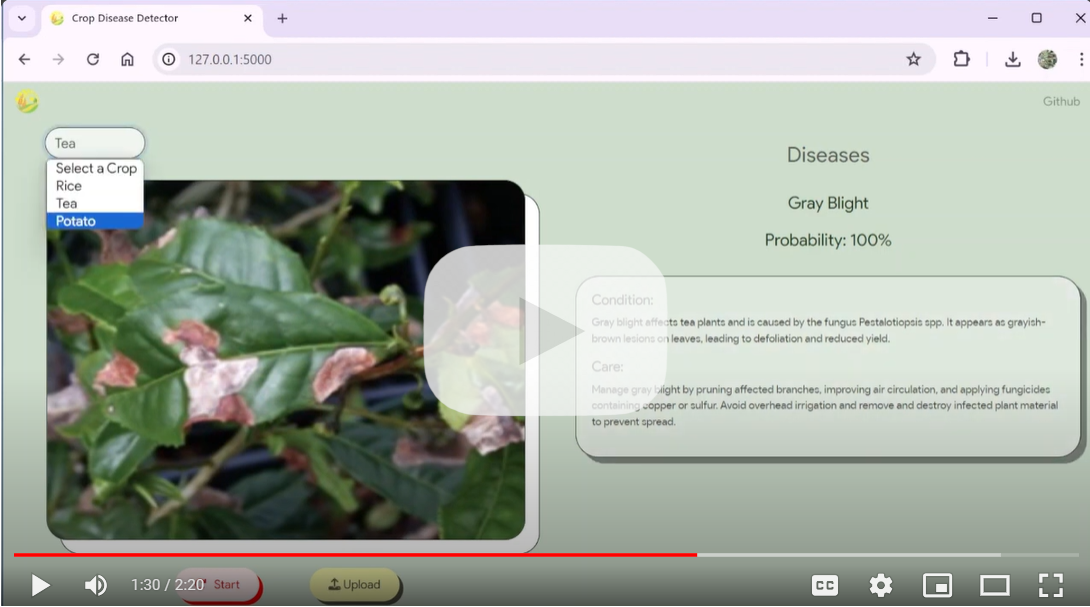 Crop Disease Detector
127.0.0.1:5000
Github
Tea
Select a Crop
Rice
Tea
Potato
Diseases
Gray Blight
Probability: 100%
Condition:
Gray blight affects tea plants and is caused by the fungus Pestalotiopsis spp. It appears as grayish-
brown lesions on leaves, leading to defoliation and reduced yield.
Care:
Manage gray blight by pruning affected branches, improving air circulation, and applying fungicides
containing copper or sulfur. Avoid overhead irrigation and remove and destroy infected plant material
to prevent spread.
1:30 / 2:20
Start
Upload
CC